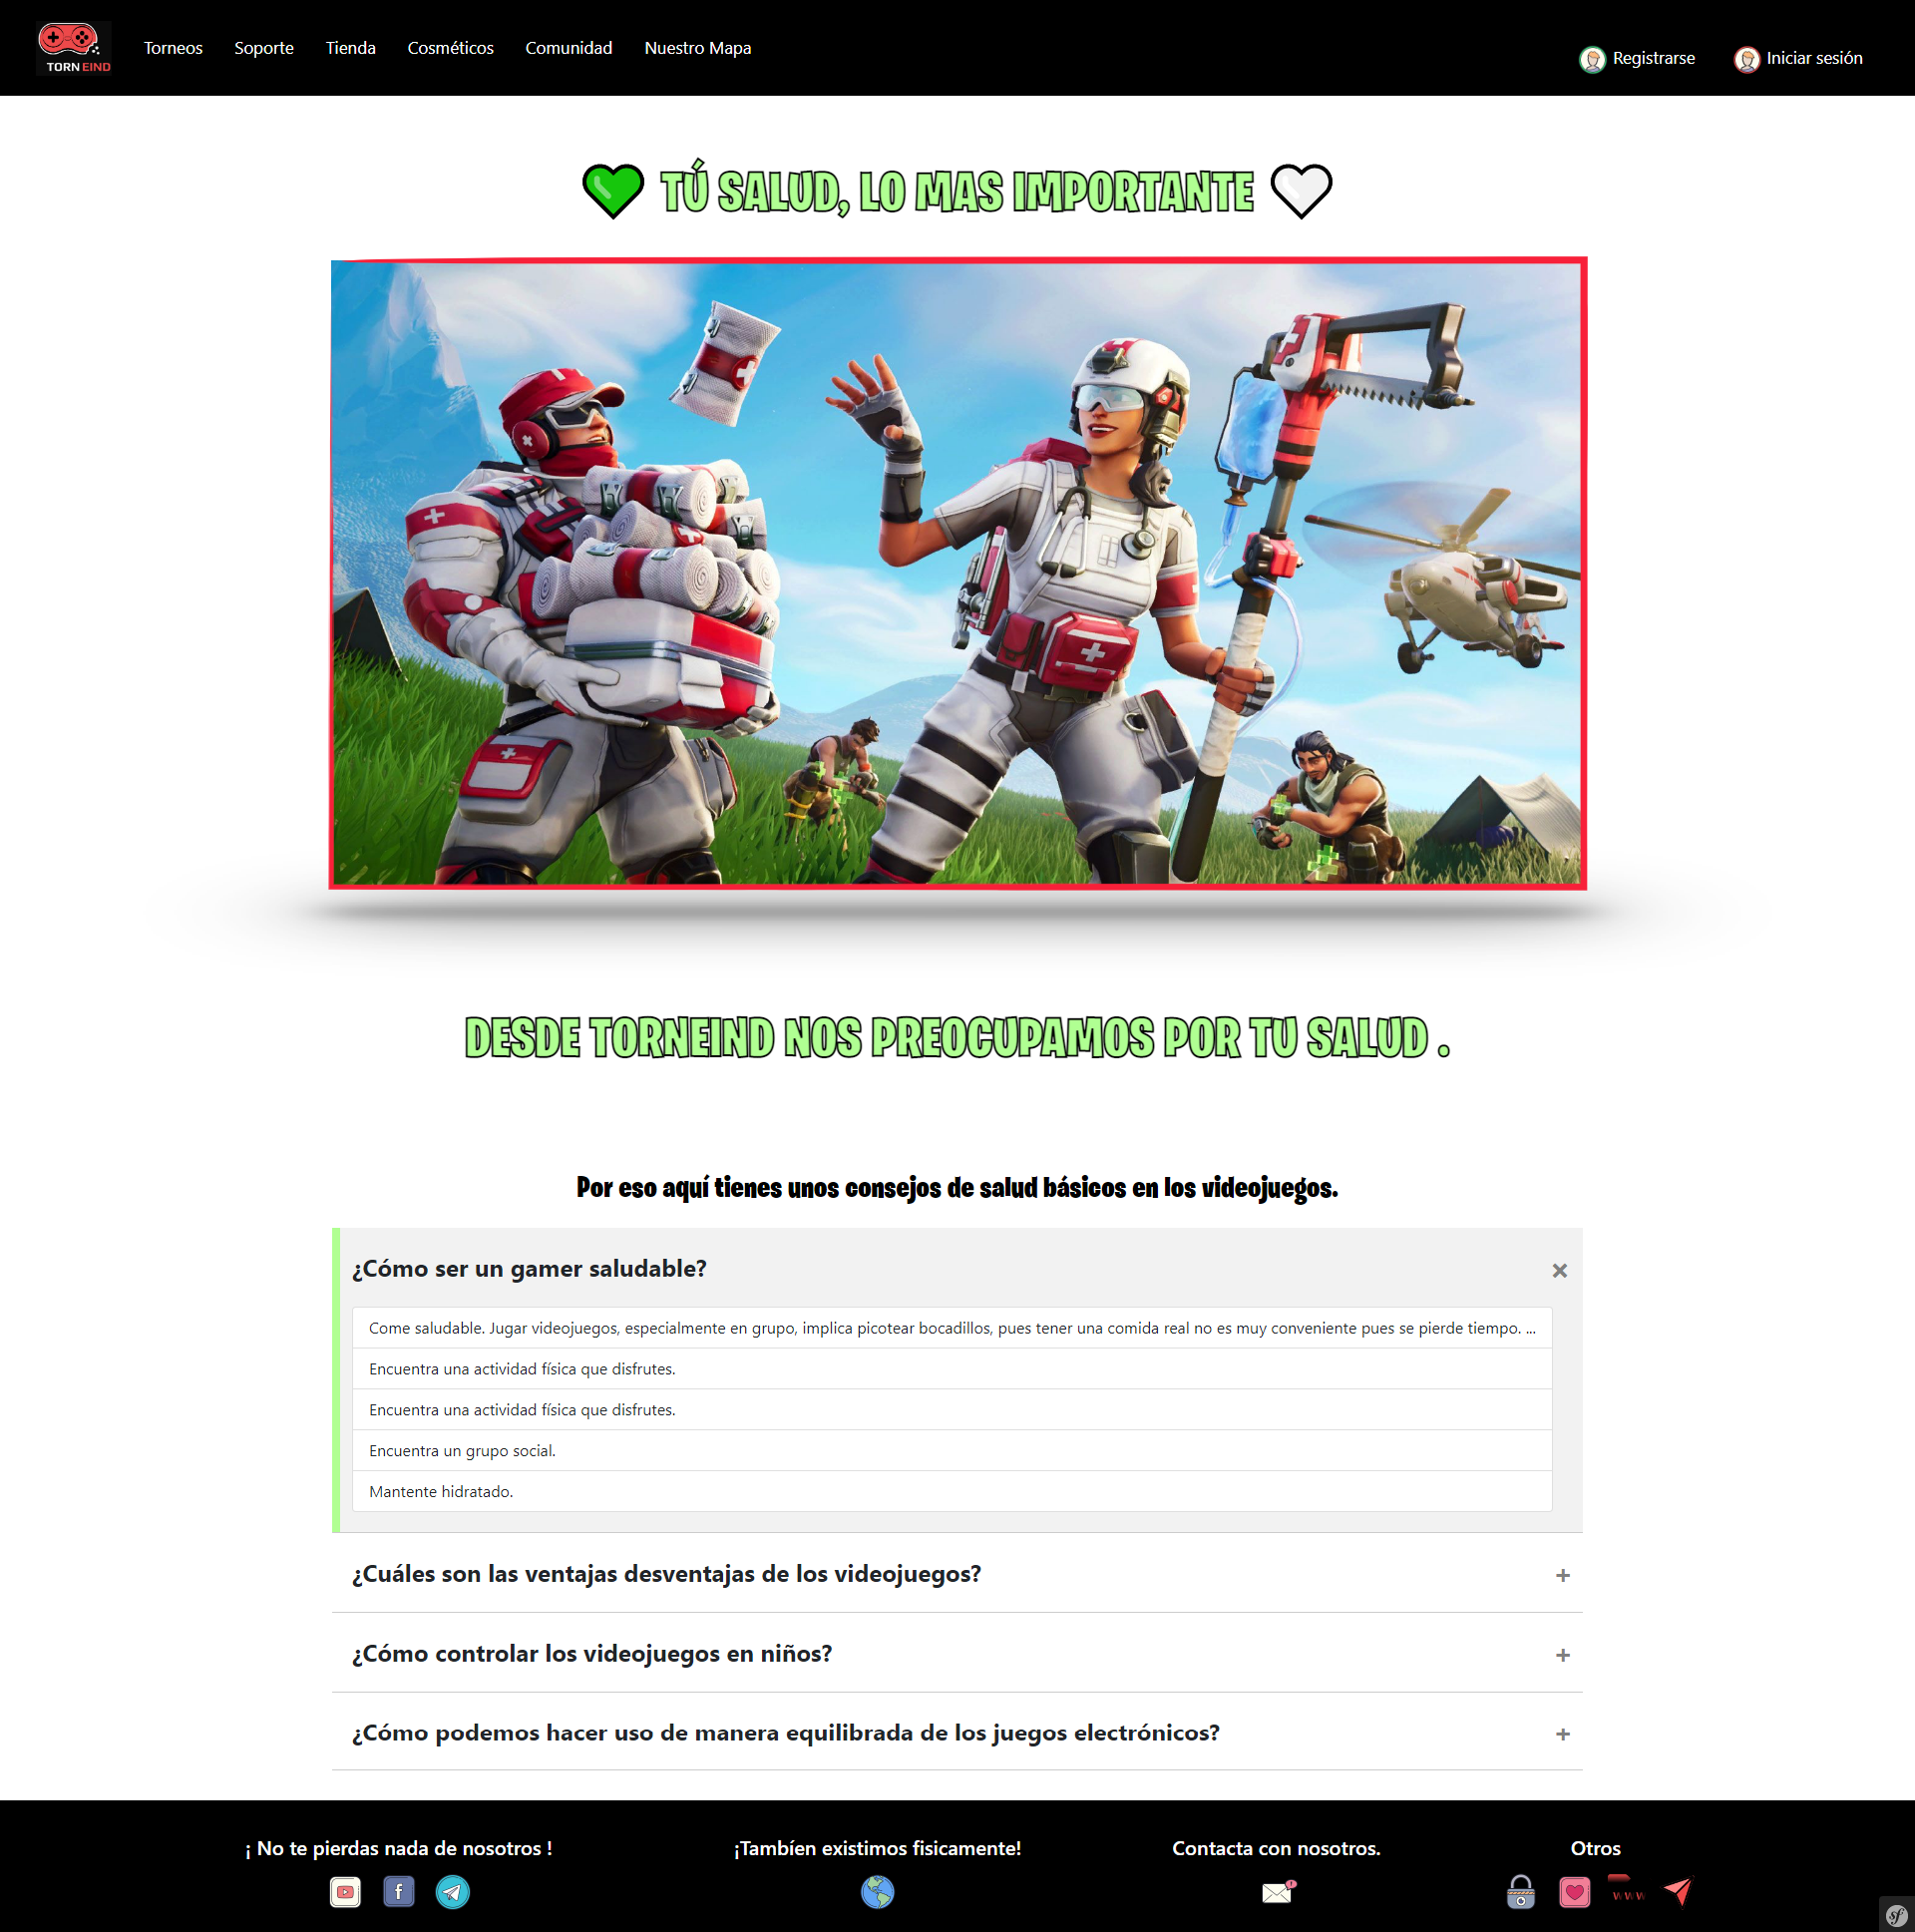 TORNEIND
Torneos
Soporte
Tienda
Cosméticos
Comunidad
Nuestro Mapa
Registrarse
Iniciar sesión
TÚ SALUD, LO MAS IMPORTANTE
DESDE TORNEIND NOS PREOCUPAMOS POR TU SALUD .
Por eso aquí tienes unos consejos de salud básicos en los videojuegos.
¿Cómo ser un gamer saludable?
Come saludable. Jugar videojuegos, especialmente en grupo, implica picotear bocadillos, pues tener una comida real no es muy conveniente pues se pierde tiempo. ...
Encuentra una actividad física que disfrutes.
Encuentra una actividad física que disfrutes.
Encuentra un grupo social.
Mantente hidratado.
¿Cuáles son las ventajas desventajas de los videojuegos?
¿Cómo controlar los videojuegos en niños?
¿Cómo podemos hacer uso de manera equilibrada de los juegos electrónicos?
¡ No te pierdas nada de nosotros !
¡Tambíen existimos fisicamente!
Contacta con nosotros.
Otros
f
www
sf